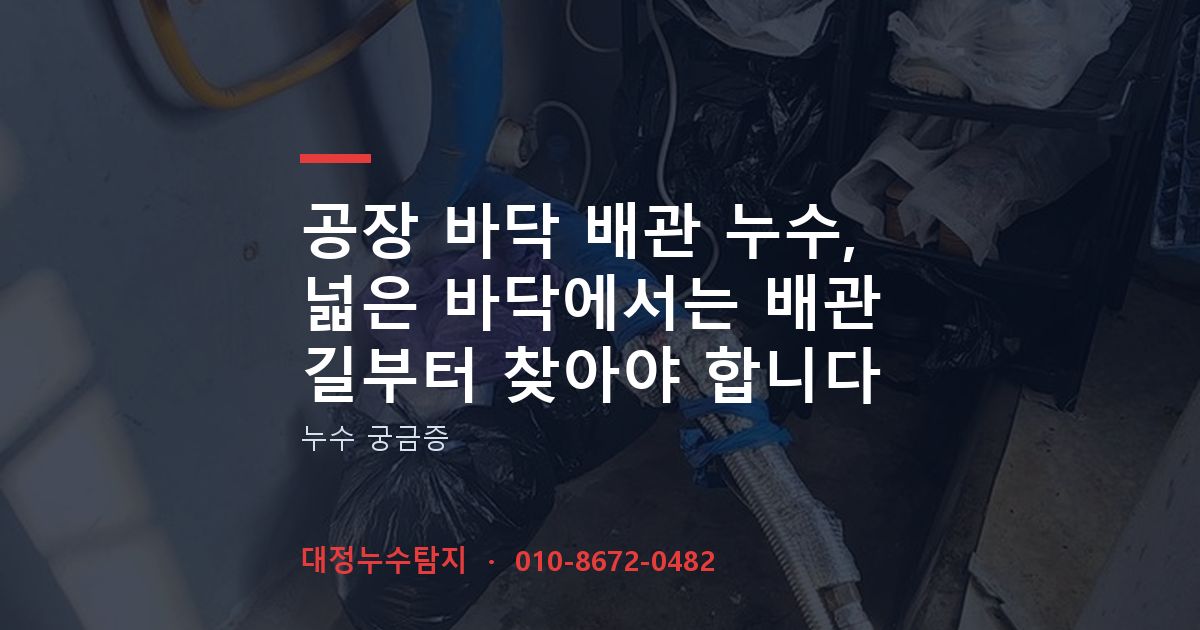 공장 바닥 배관 누수,
넓은 바닥에서는 배관
길부터 찾아야 합니다
누수 궁금증
대정누수탐지 · 010-8672-0482